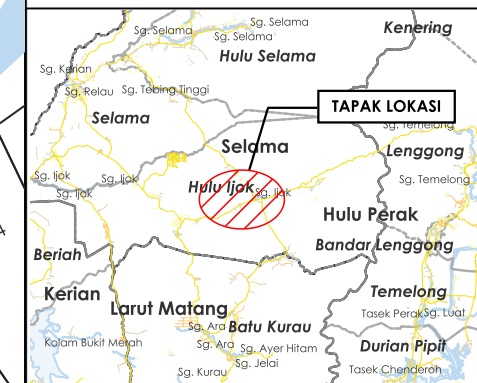 Sg. Selama
Kenering
Sg. Selama
Sg. Selama
Hulu Selama
Sg. Kerian
Sg. Relau
Sg. Tebing Tinggi
TAPAK LOKASI
Selama
Sg. Temelong
Selama
Lenggong
Sg. Ijok
Sg. Ijok
Sg. Ijok
Hulu Ijok
Sg. Ijok
Sg. Temelong
Hulu Perak
Bandar Lenggong
Beriah
Kerian
Temelong
Larut Matang
Tasek Perak
Sg. Luat
Sg. Ara
Batu Kurau
Kolam Bukit Merah
Sg. Ara
Sg. Ayer Hitam
Durian Pipit
Sg. Jelai
Sg. Kurau
Tasek Chenderoh